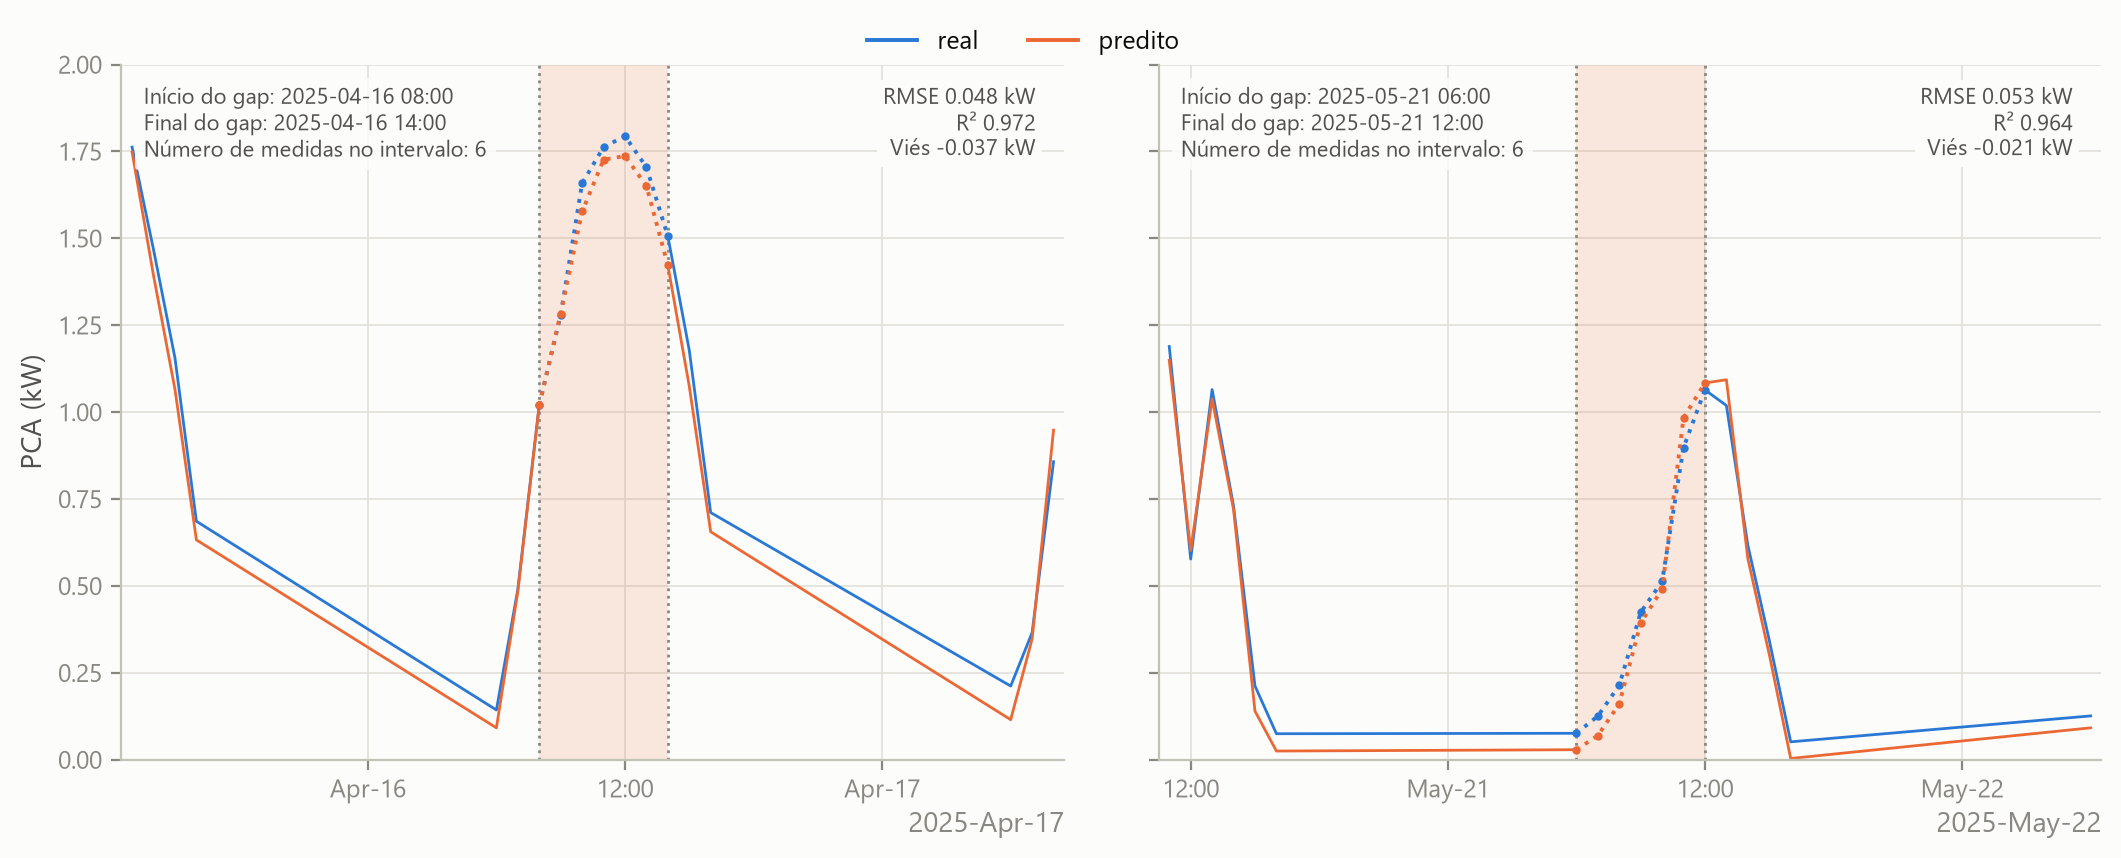 real
predito
PCA (kW)
2.00
1.75
1.50
1.25
1.00
0.75
0.50
0.25
0.00
Início do gap: 2025-04-16 08:00
Final do gap: 2025-04-16 14:00
Número de medidas no intervalo: 6
RMSE 0.048 kW
R² 0.972
Viés -0.037 kW
Apr-16
12:00
Apr-17
2025-Apr-17
Início do gap: 2025-05-21 06:00
Final do gap: 2025-05-21 12:00
Número de medidas no intervalo: 6
RMSE 0.053 kW
R² 0.964
Viés -0.021 kW
12:00
May-21
12:00
May-22
2025-May-22